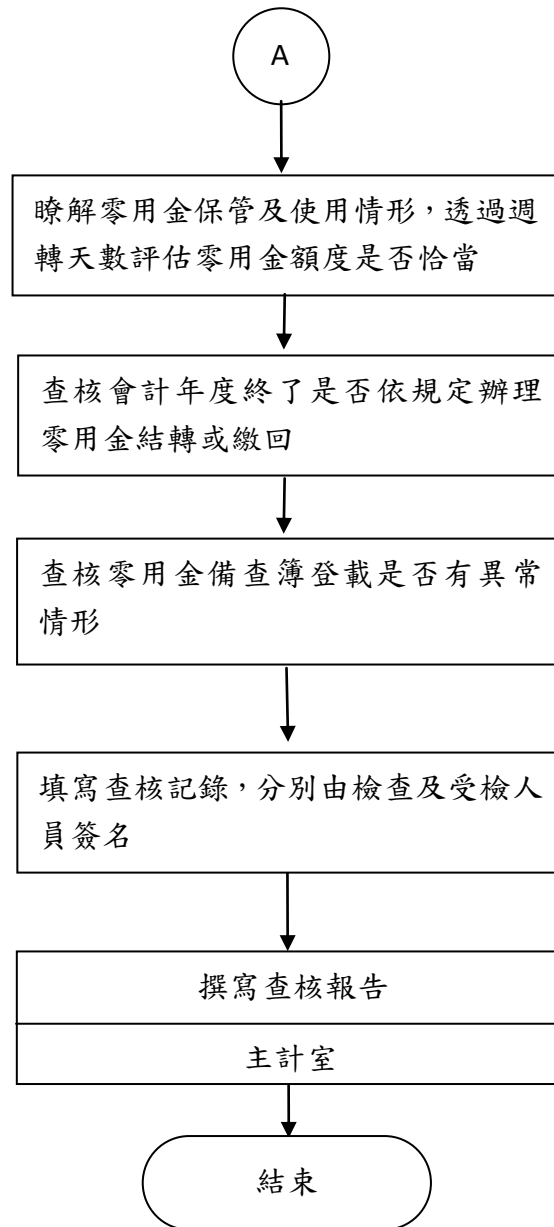 A
瞭解零用金保管及使用情形，透過週
轉天數評估零用金額度是否恰當
查核會計年度終了是否依規定辦理
零用金結轉或繳回
查核零用金備查簿登載是否有異常
情形
填寫查核記錄，分別由檢查及受檢人
員簽名
撰寫查核報告
主計室
結束